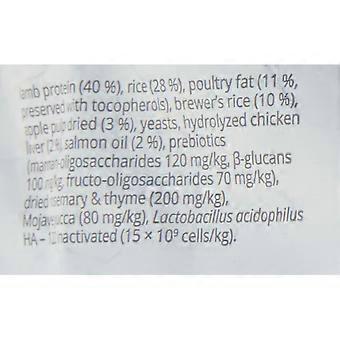 lamb protein (40 %), rice (28 %), poultry fat (11 %,
preserved with tocopherols), brewer's rice (10 %),
apple pulp dried (3 %), yeasts, hydrolyzed chicken
liver (2 %), salmon oil (2 %), prebiotics
(mannan-oligosaccharides 120 mg/kg, β-glucans
100 mg/kg, fructo-oligosaccharides 70 mg/kg),
dried rosemary & thyme (200 mg/kg),
Mojave yucca (80 mg/kg), Lactobacillus acidophilus
HA – inactivated (15 × 10⁹ cells/kg).